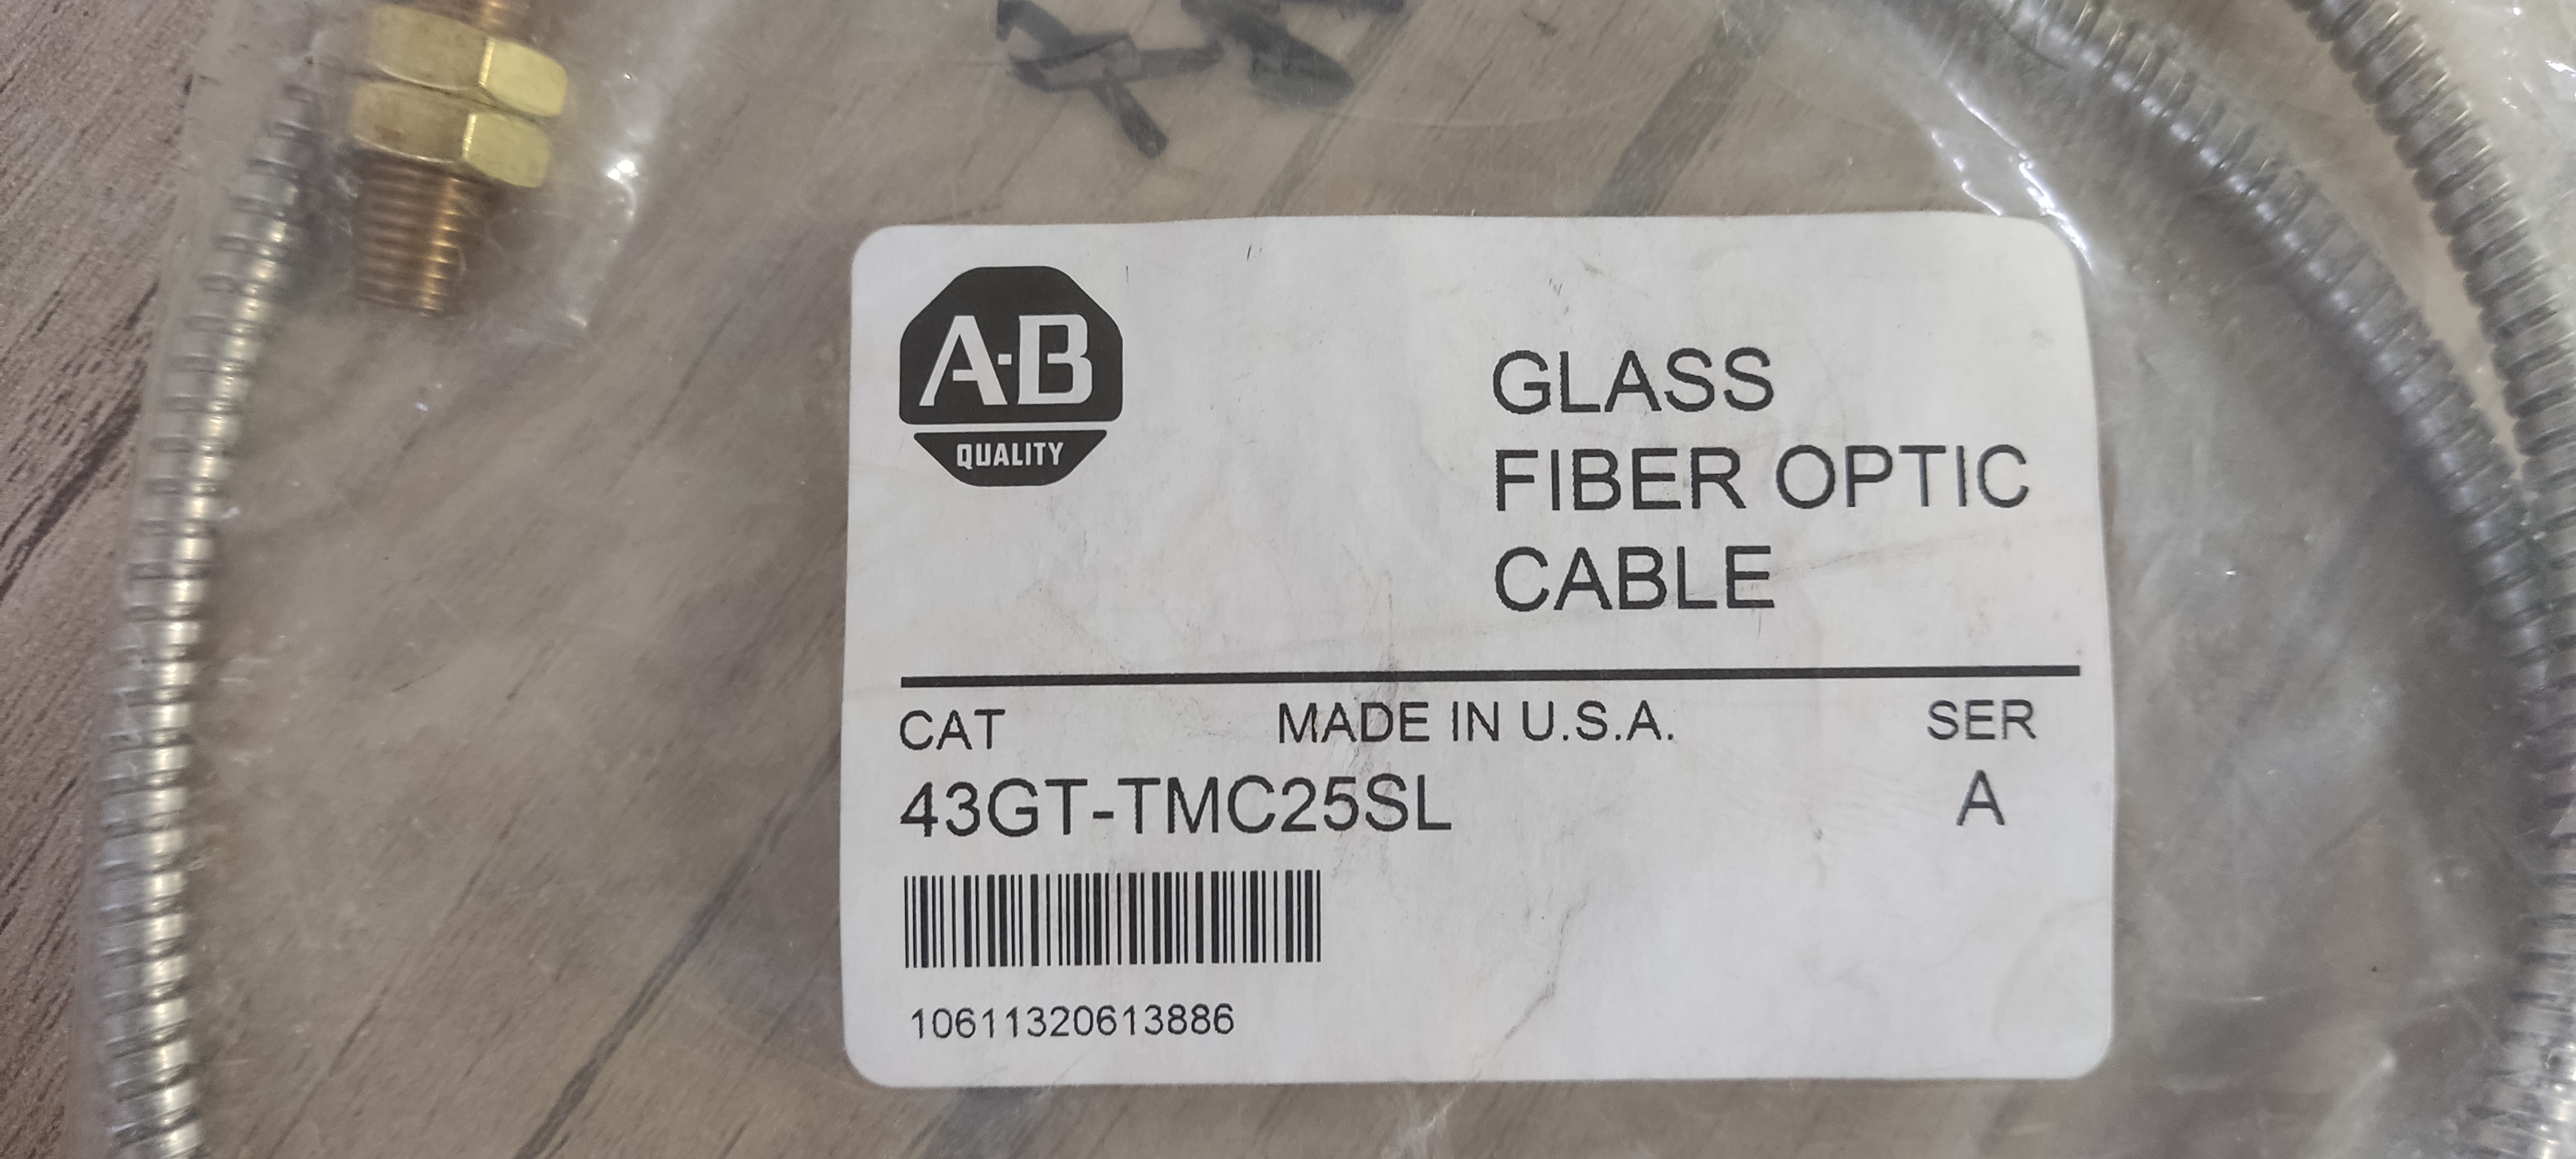 A-B
QUALITY
GLASS
FIBER OPTIC
CABLE
CAT MADE IN U.S.A. SER
43GT-TMC25SL A
10611320613886